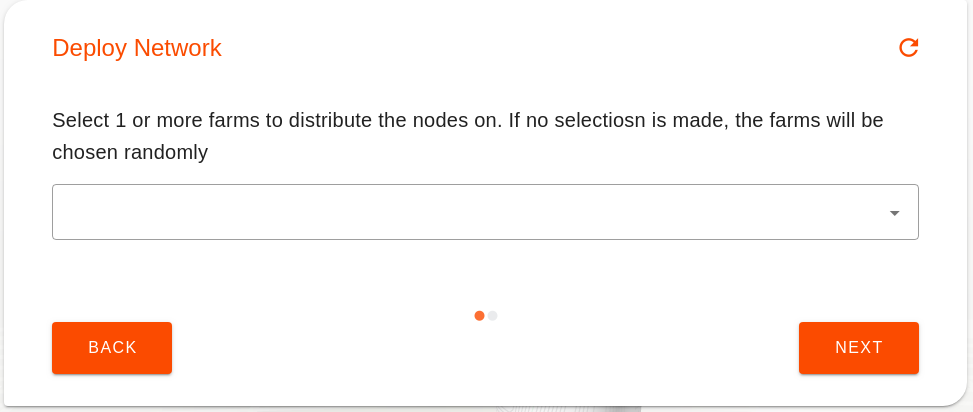 Deploy Network
Select 1 or more farms to distribute the nodes on. If no selectiosn is made, the farms will be
chosen randomly
BACK
NEXT